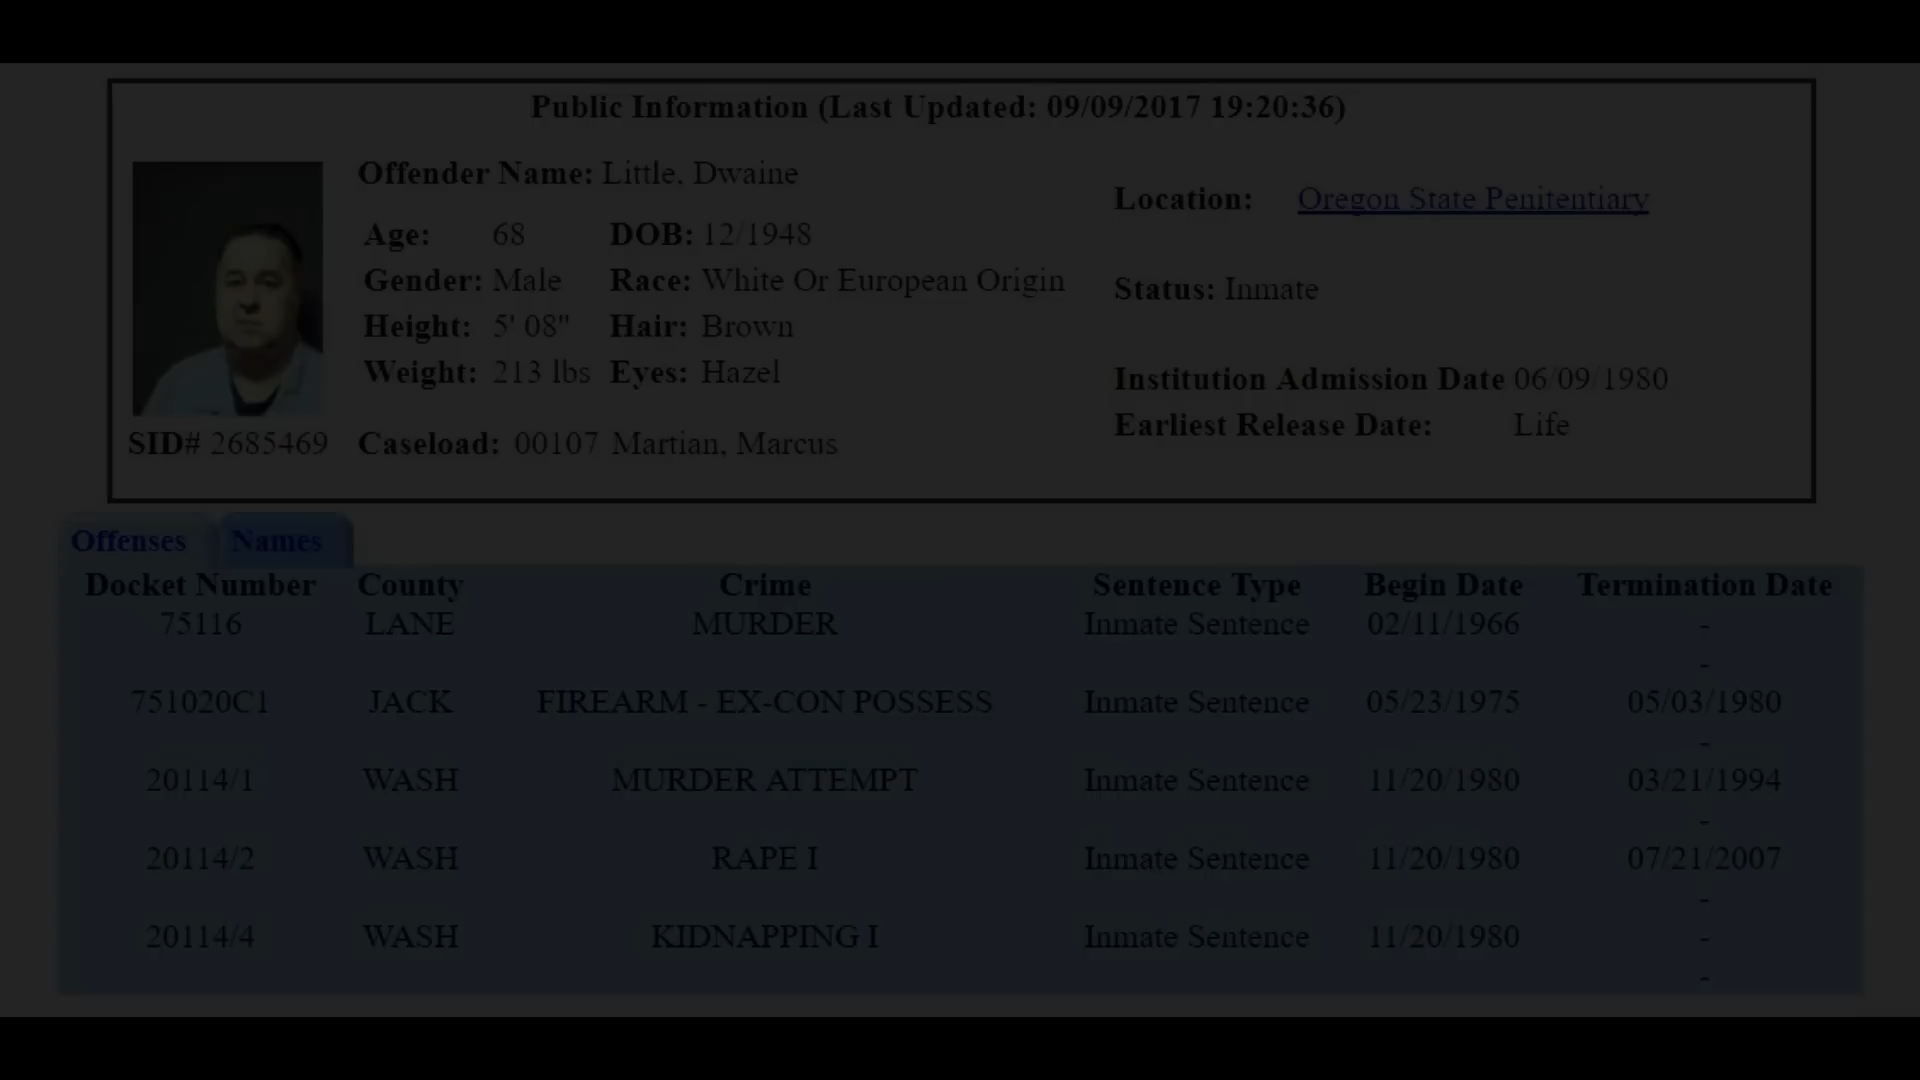 Public Information (Last Updated: 09/09/2017 19:20:36)
Offender Name: Little, Dwaine
Location: Oregon State Penitentiary
Age: 68 DOB: 12/1948
Gender: Male Race: White Or European Origin
Status: Inmate
Height: 5' 08" Hair: Brown
Weight: 213 lbs Eyes: Hazel
Institution Admission Date 06/09/1980
Earliest Release Date: Life
SID# 2685469 Caseload: 00107 Martian, Marcus
Offenses Names
Docket Number County Crime Sentence Type Begin Date Termination Date
75116 LANE MURDER Inmate Sentence 02/11/1966 -
-
751020C1 JACK FIREARM - EX-CON POSSESS Inmate Sentence 05/23/1975 05/03/1980
-
20114/1 WASH MURDER ATTEMPT Inmate Sentence 11/20/1980 03/21/1994
-
20114/2 WASH RAPE I Inmate Sentence 11/20/1980 07/21/2007
-
20114/4 WASH KIDNAPPING I Inmate Sentence 11/20/1980 -
-